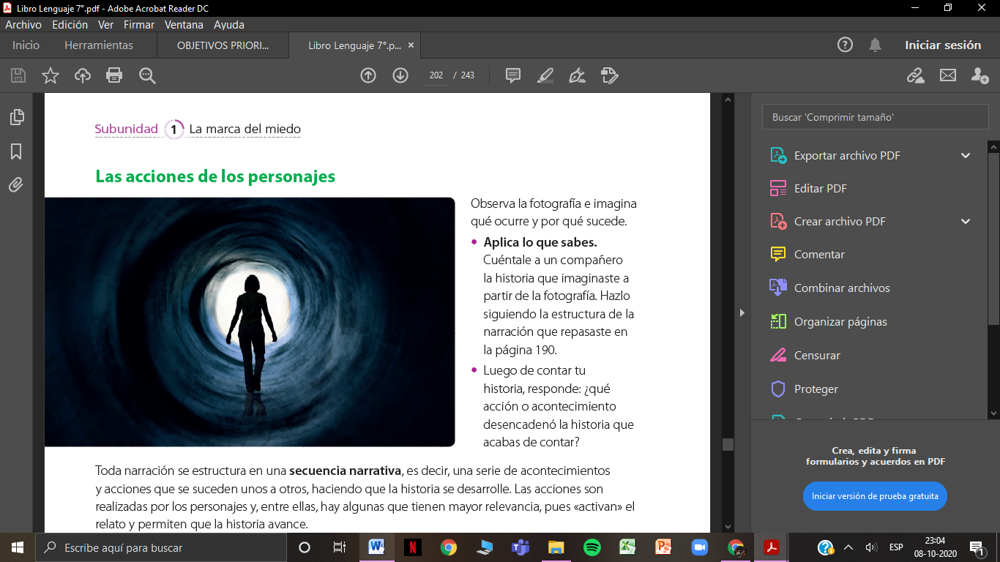 Libro Lenguaje 7°.pdf - Adobe Acrobat Reader DC
Archivo Edición Ver Firmar Ventana Ayuda
Inicio Herramientas OBJETIVOS PRIORI... Libro Lenguaje 7°.p... × Iniciar sesión
202 / 243
Subunidad 1 La marca del miedo
Las acciones de los personajes
Observa la fotografía e imagina
qué ocurre y por qué sucede.
• Aplica lo que sabes.
Cuéntale a un compañero
la historia que imaginaste a
partir de la fotografía. Hazlo
siguiendo la estructura de la
narración que repasaste en
la página 190.
• Luego de contar tu
historia, responde: ¿qué
acción o acontecimiento
desencadenó la historia que
acabas de contar?
Toda narración se estructura en una secuencia narrativa, es decir, una serie de acontecimientos
y acciones que se suceden unos a otros, haciendo que la historia se desarrolle. Las acciones son
realizadas por los personajes y, entre ellas, hay algunas que tienen mayor relevancia, pues «activan» el
relato y permiten que la historia avance.
Buscar 'Comprimir tamaño'
Exportar archivo PDF
Editar PDF
Crear archivo PDF
Comentar
Combinar archivos
Organizar páginas
Censurar
Proteger
Crea, edita y firma
formularios y acuerdos en PDF
Iniciar versión de prueba gratuita
Escribe aquí para buscar
ESP
23:04
08-10-2020
1